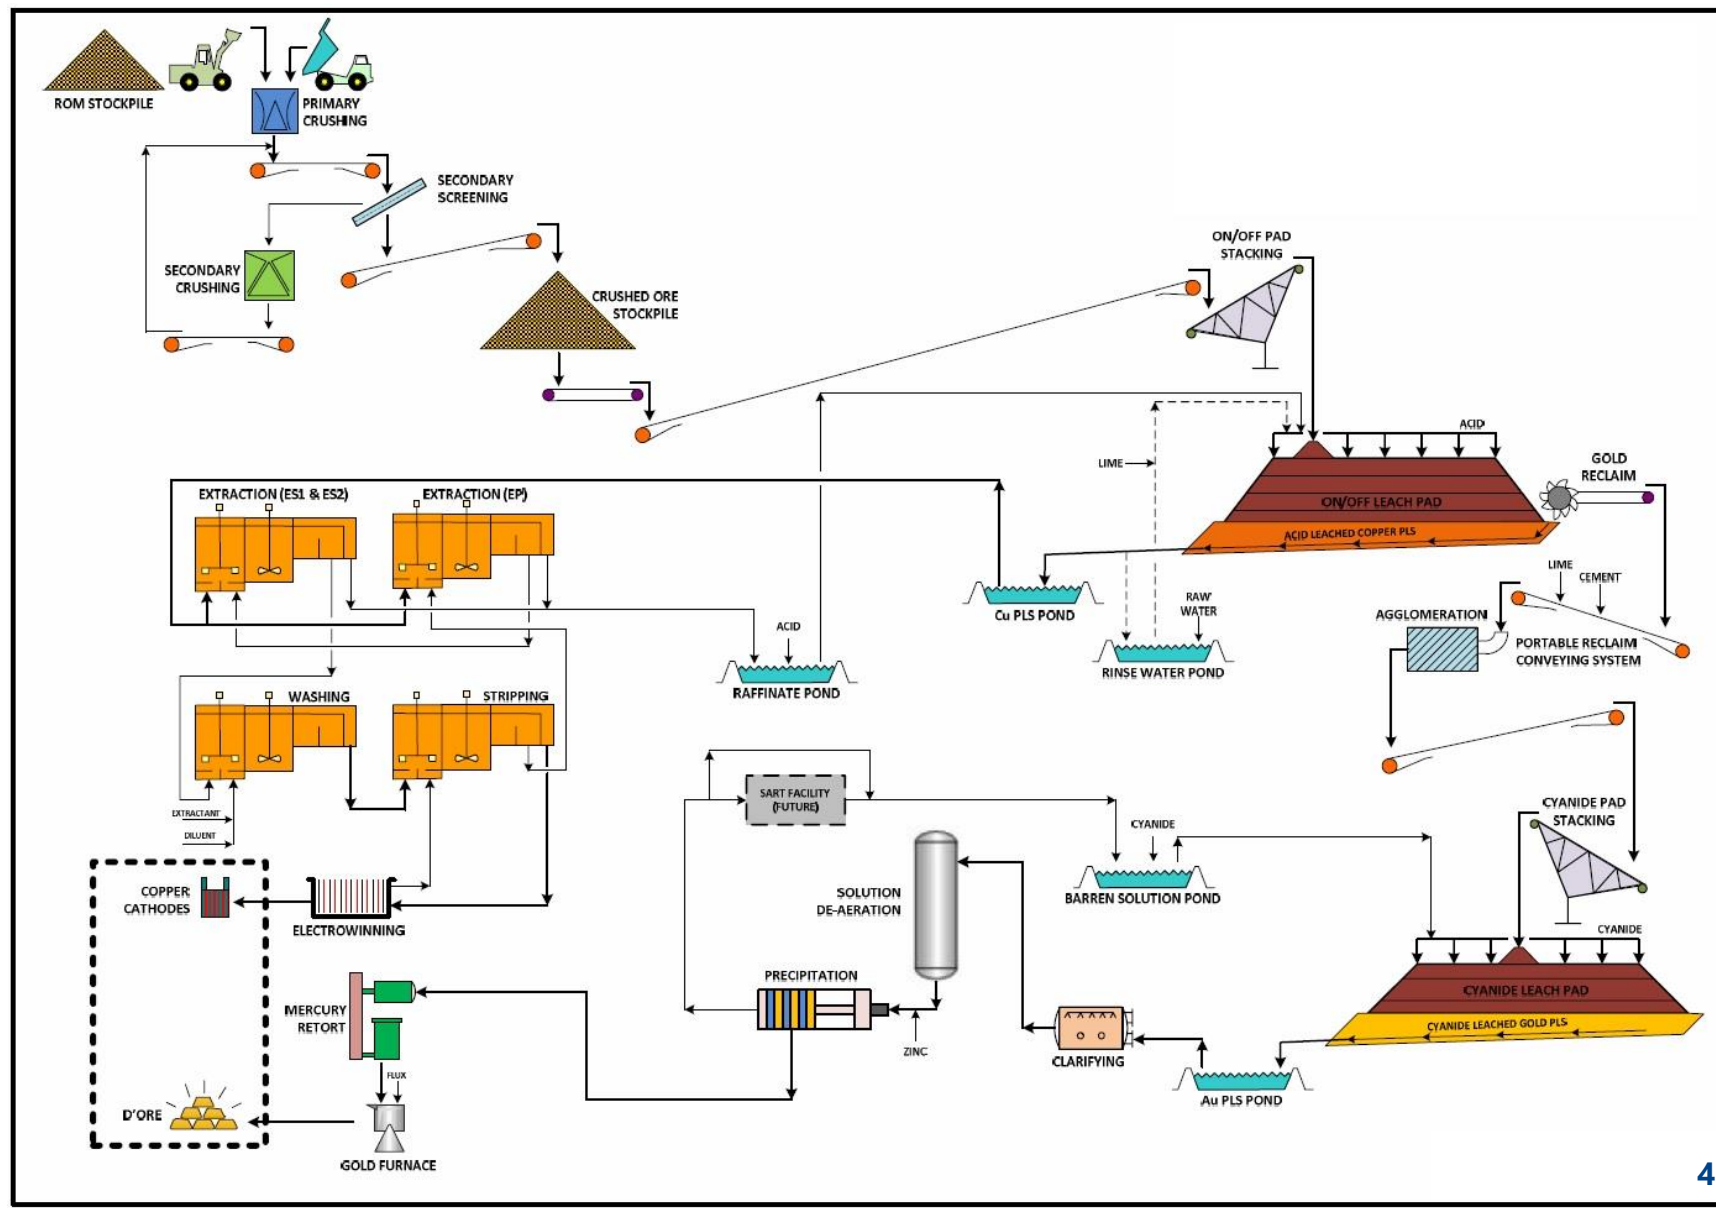 ROM STOCKPILE
PRIMARY
CRUSHING
SECONDARY
SCREENING
SECONDARY
CRUSHING
CRUSHED ORE
STOCKPILE
ON/OFF PAD
STACKING
ACID
LIME
GOLD
RECLAIM
ON/OFF LEACH PAD
ACID LEACHED COPPER PLS
EXTRACTION (ES1 & ES2)
EXTRACTION (EP)
Cu PLS POND
RAW
WATER
RINSE WATER POND
ACID
RAFFINATE POND
LIME
CEMENT
AGGLOMERATION
PORTABLE RECLAIM
CONVEYING SYSTEM
WASHING
STRIPPING
EXTRACTANT
DILUENT
SART FACILITY
(FUTURE)
CYANIDE
BARREN SOLUTION POND
CYANIDE PAD
STACKING
CYANIDE
CYANIDE LEACH PAD
CYANIDE LEACHED GOLD PLS
COPPER
CATHODES
ELECTROWINNING
SOLUTION
DE-AERATION
PRECIPITATION
ZINC
CLARIFYING
Au PLS POND
MERCURY
RETORT
FLUX
D'ORE
GOLD FURNACE
4